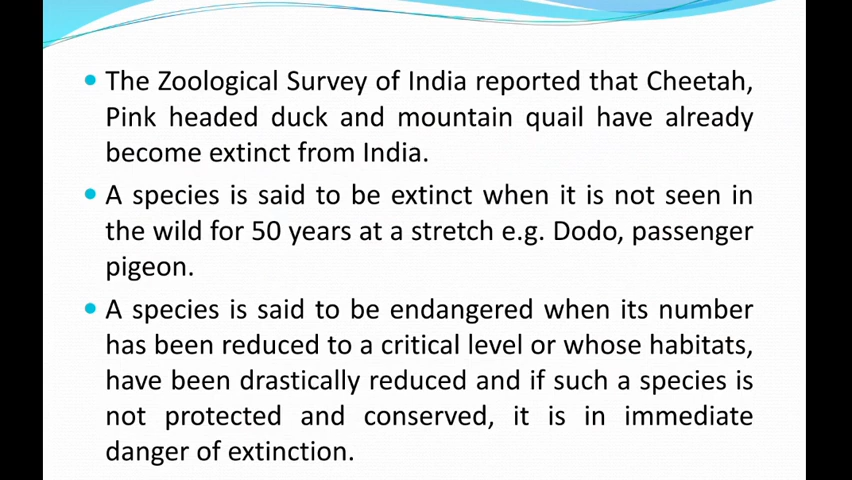 • The Zoological Survey of India reported that Cheetah,
Pink headed duck and mountain quail have already
become extinct from India.
• A species is said to be extinct when it is not seen in
the wild for 50 years at a stretch e.g. Dodo, passenger
pigeon.
• A species is said to be endangered when its number
has been reduced to a critical level or whose habitats,
have been drastically reduced and if such a species is
not protected and conserved, it is in immediate
danger of extinction.